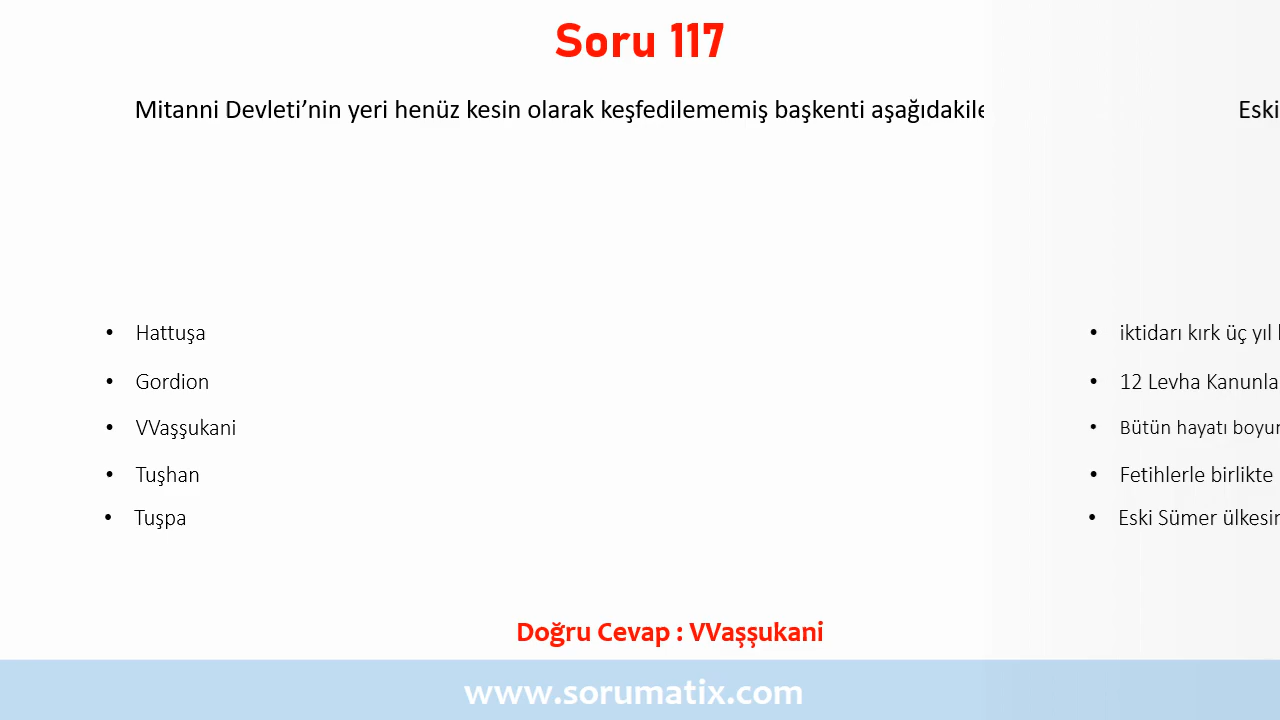 Soru 117
Mitanni Devleti’nin yeri henüz kesin olarak keşfedilememiş başkenti aşağıdakile
Eski
• Hattuşa
• Gordion
• VVaşşukani
• Tuşhan
• Tuşpa
• iktidarı kırk üç yıl
• 12 Levha Kanunla
• Bütün hayatı boyun
• Fetihlerle birlikte
• Eski Sümer ülkesin
Doğru Cevap : VVaşşukani
www.sorumatix.com